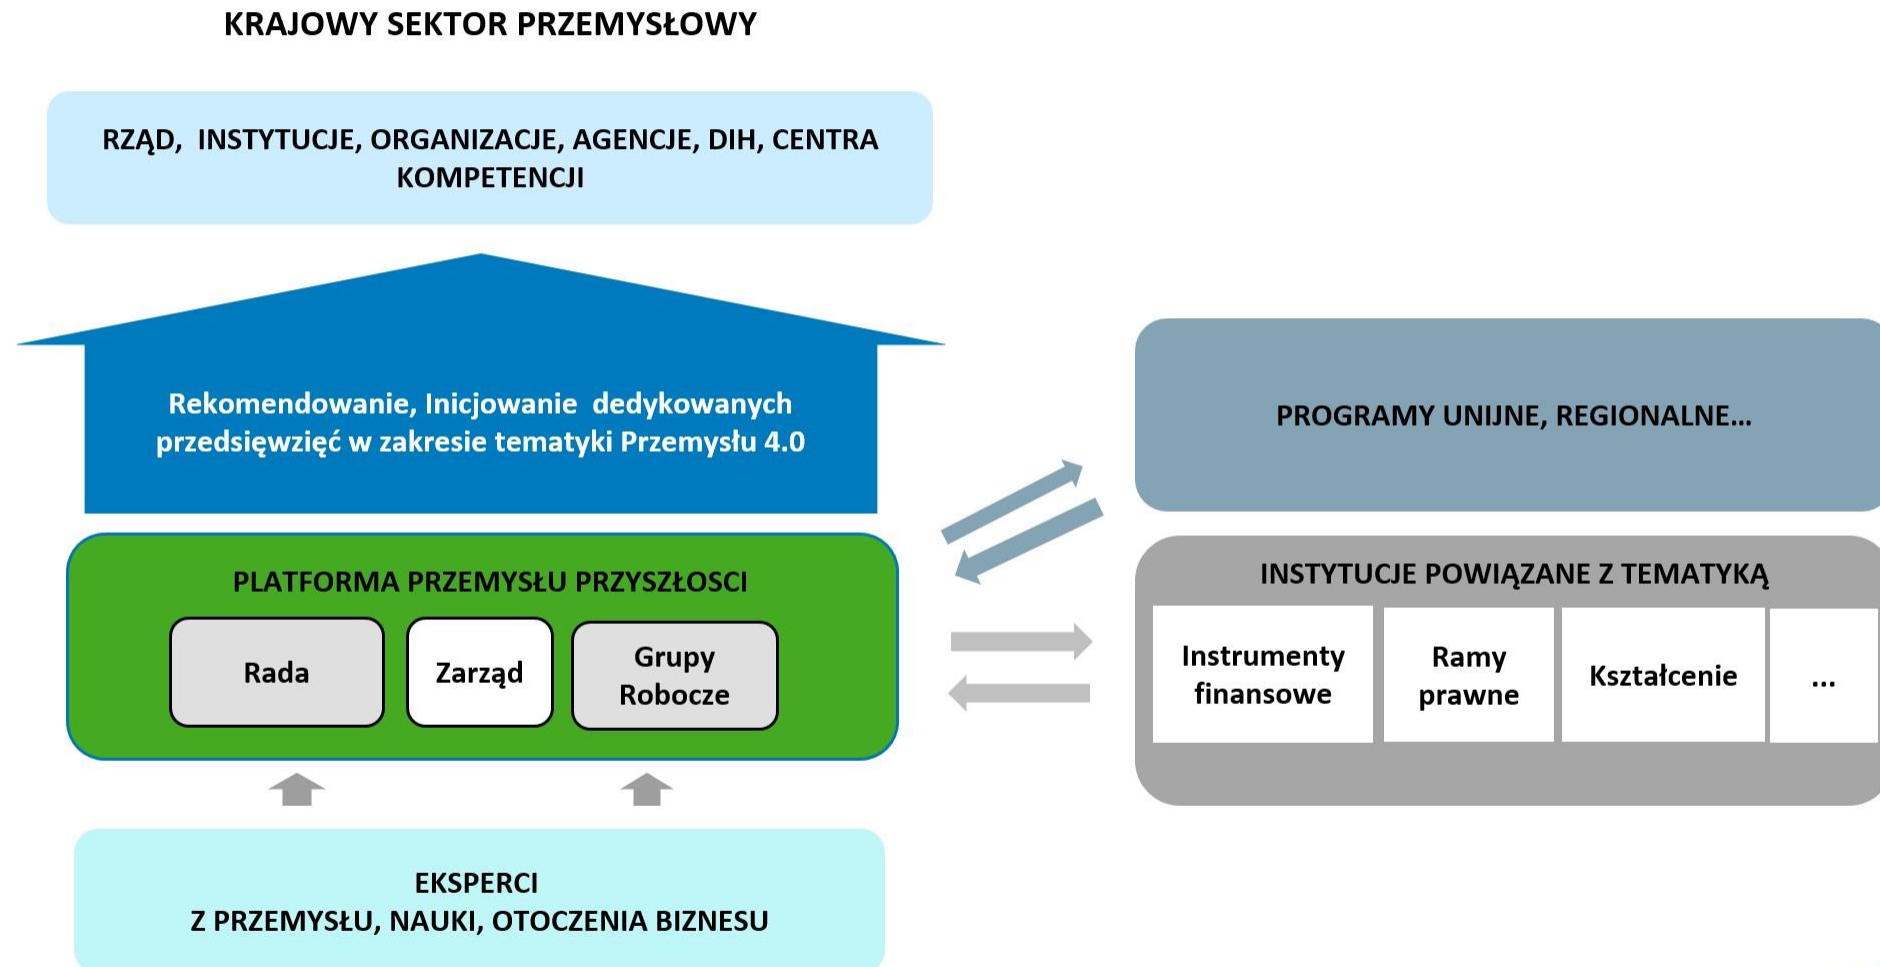 KRAJOWY SEKTOR PRZEMYSŁOWY
RZĄD, INSTYTUCJE, ORGANIZACJE, AGENCJE, DIH, CENTRA
KOMPETENCJI
Rekomendowanie, Inicjowanie dedykowanych
przedsięwzięć w zakresie tematyki Przemysłu 4.0
PLATFORMA PRZEMYSŁU PRZYSZŁOSCI
Rada
Zarząd
Grupy
Robocze
EKSPERCI
Z PRZEMYSŁU, NAUKI, OTOCZENIA BIZNESU
PROGRAMY UNIJNE, REGIONALNE...
INSTYTUCJE POWIĄZANE Z TEMATYKĄ
Instrumenty
finansowe
Ramy
prawne
Kształcenie
...